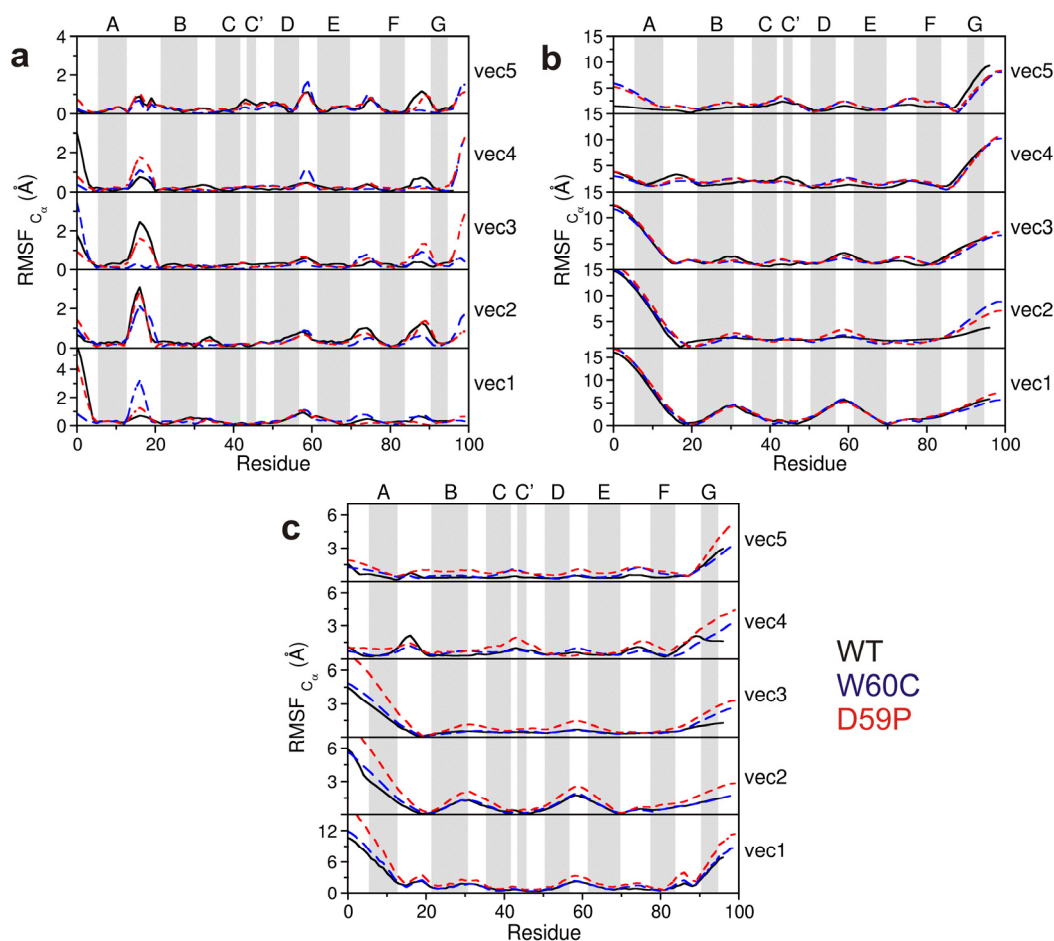 A B C C' D E F G
a
4
2
0
vec5
2
0
vec4
2
0
vec3
2
0
vec2
4
2
0
vec1
RMSF Cα (Å)
0 20 40 60 80 100
Residue
A B C C' D E F G
b
15
10
5
15
vec5
10
5
15
vec4
10
5
15
vec3
10
5
vec2
15
10
5
0
vec1
RMSF Cα (Å)
0 20 40 60 80 100
Residue
A B C C' D E F G
c
6
3
vec5
6
3
vec4
6
3
vec3
6
3
vec2
12
6
0
vec1
RMSF Cα (Å)
0 20 40 60 80 100
Residue
WT
W60C
D59P